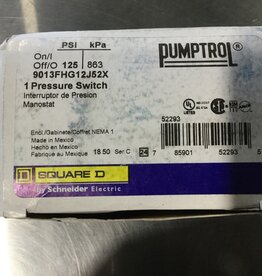 PSI kPa
PUMPTROL®
On/I
Off/O 125 863
9013FHG12J52X
1 Pressure Switch
Interruptor de Presion
Manostat
52293
Encl./Gabinete/Coffret NEMA 1
Made in Mexico
Hecho en Mexico
Fabrique au Mexique
18 50 Ser.C 24 7 85901 52293
SQUARE D
by Schneider Electric